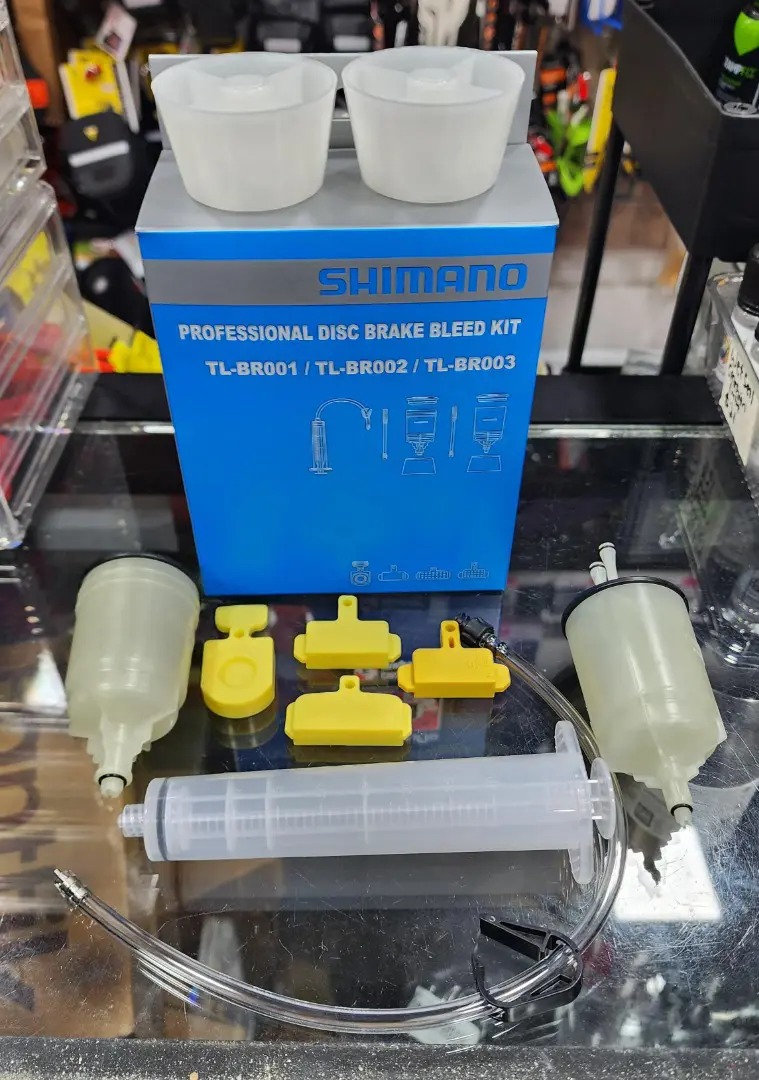 SHIMANO
PROFESSIONAL DISC BRAKE BLEED KIT
TL-BR001 / TL-BR002 / TL-BR003